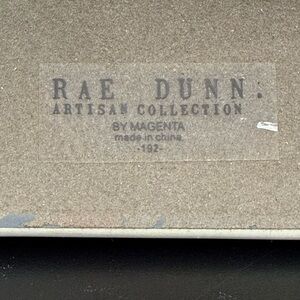 RAE DUNN.
ARTISAN COLLECTION
BY MAGENTA
made in china
-192-